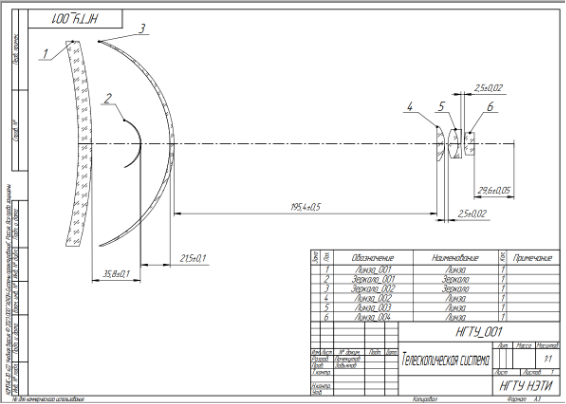 НГТУ_001
1
3
2
4
5
6
2,5±0,02
29,6±0,05
195,4±0,5
2,5±0,02
21,5±0,1
35,8±0,1
Перв. примен.
Справ. №
Подп. и дата
Инв. № дубл.
Взам. инв. №
Подп. и дата
Инв. № подл.
Зона Поз. Обозначение Наименование Кол. Примечание
1 Линза_001 Линза 1
2 Зеркало_001 Зеркало 1
3 Зеркало_002 Зеркало 1
4 Линза_002 Линза 1
5 Линза_003 Линза 1
6 Линза_004 Линза 1
НГТУ_001
Изм. Лист № докум. Подп. Дата
Разраб.
Пров.
Т.контр.
Н.контр.
Утв.
Телескопическая система
Лит. Масса Масштаб
1:1
Лист Листов 1
НГТУ НЭТИ
Не для коммерческого использования
Копировал
Формат А3